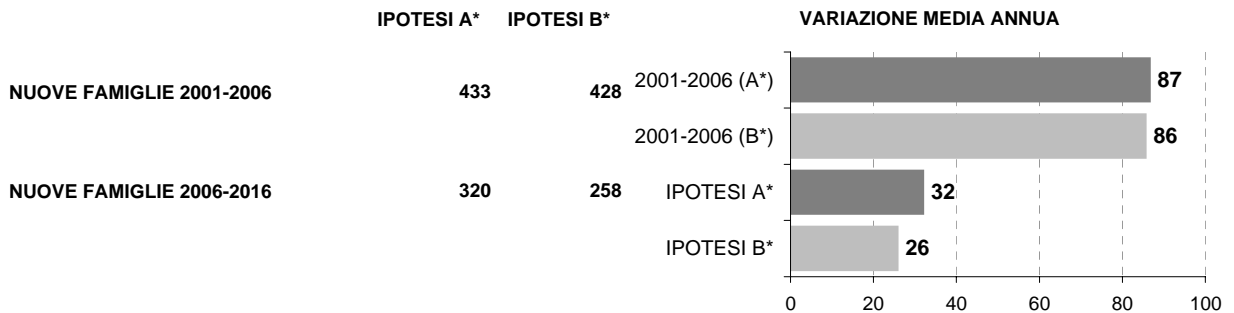 IPOTESI A* IPOTESI B* VARIAZIONE MEDIA ANNUA
NUOVE FAMIGLIE 2001-2006 433 428
2001-2006 (A*) 87
2001-2006 (B*) 86
NUOVE FAMIGLIE 2006-2016 320 258
IPOTESI A* 32
IPOTESI B* 26
0 20 40 60 80 100